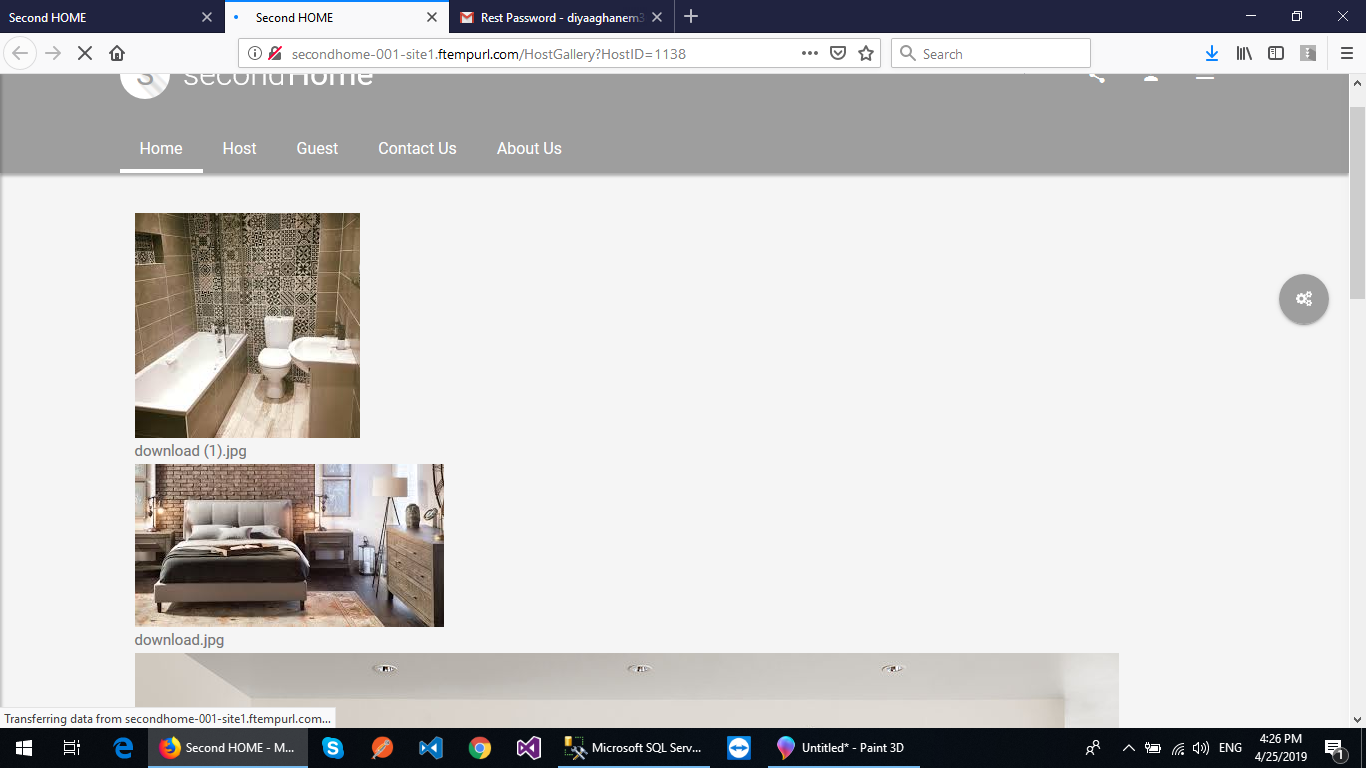 Second HOME
Second HOME
Rest Password - diyaaghanem3
secondhome-001-site1.ftempurl.com/HostGallery?HostID=1138
Search
S secondHome
Home
Host
Guest
Contact Us
About Us
download (1).jpg
download.jpg
Transferring data from secondhome-001-site1.ftempurl.com...
Second HOME - M...
Microsoft SQL Serv...
Untitled* - Paint 3D
ENG
4:26 PM
4/25/2019
1